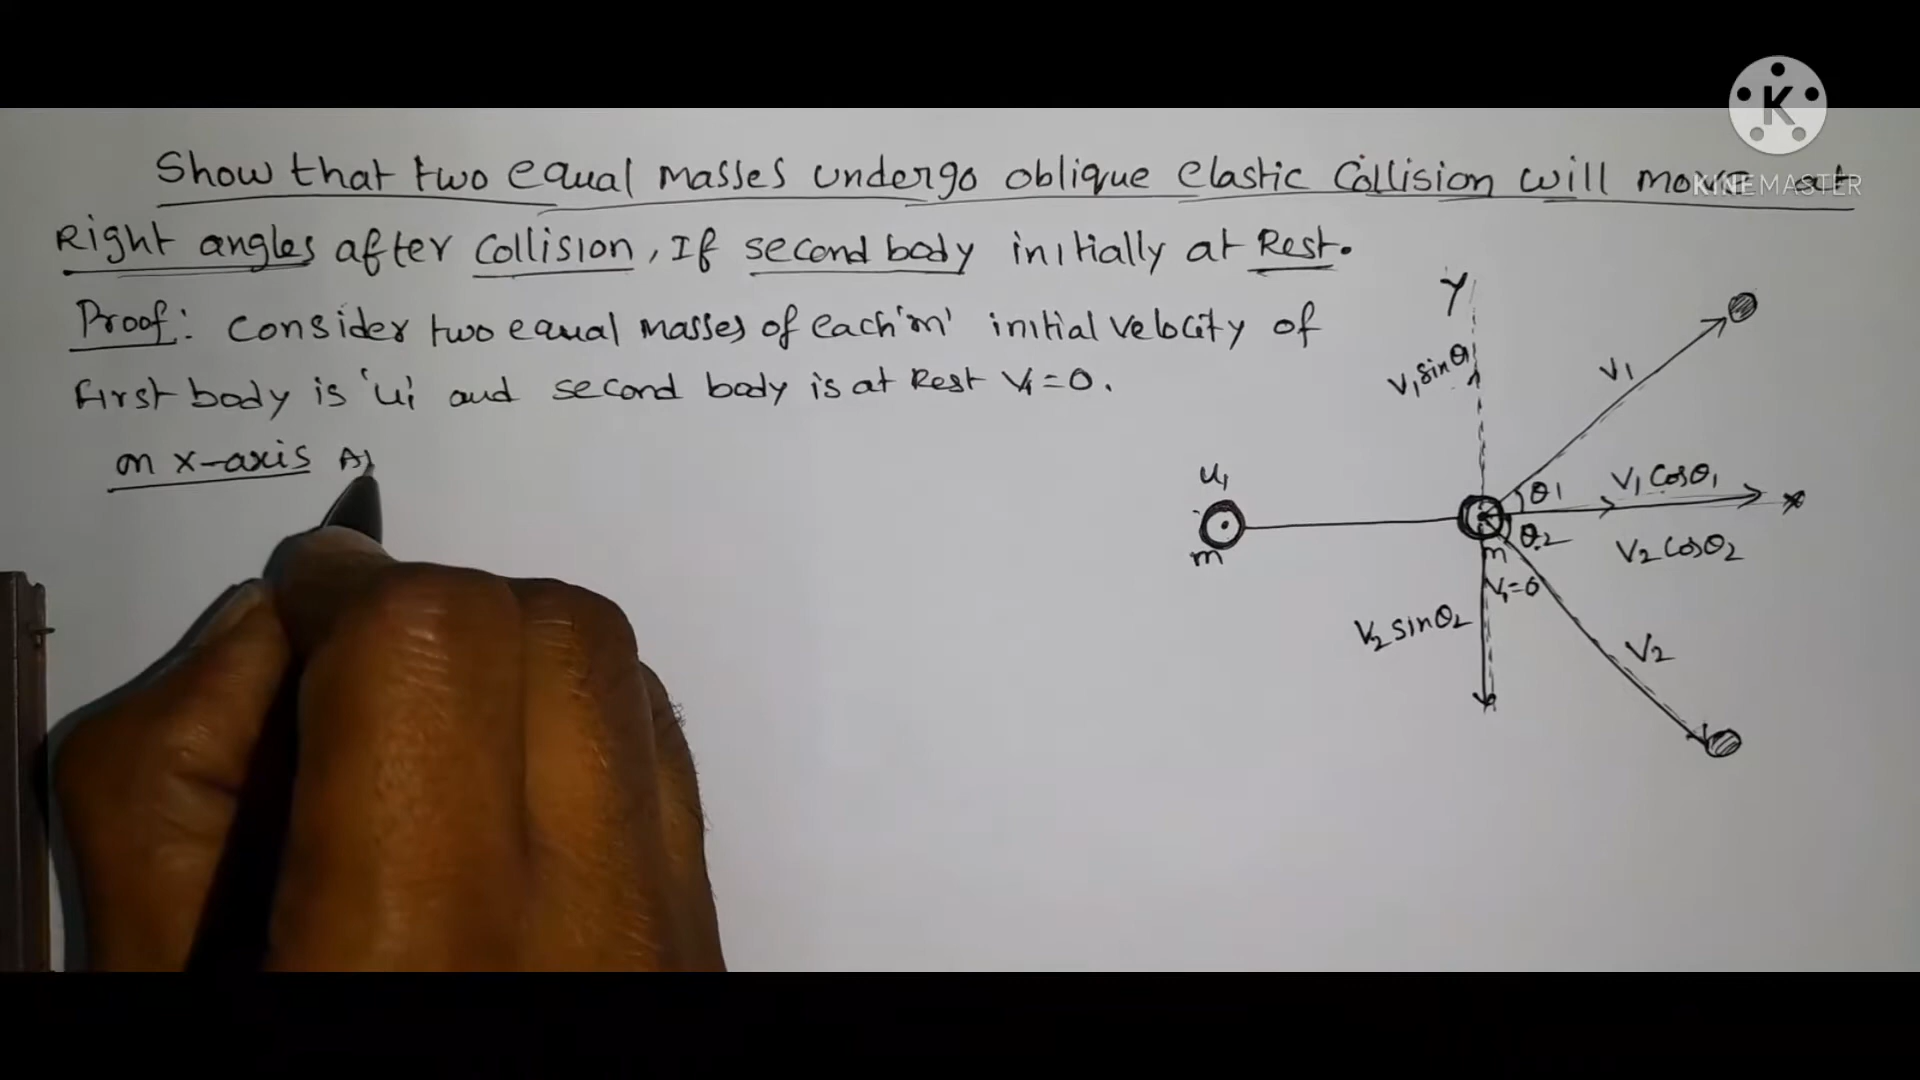 K
KINEMASTER
Show that two equal masses undergo oblique elastic collision will move at
Right angles after collision, If second body initially at Rest.
Proof: Consider two equal masses of each 'm' initial velocity of
First body is 'u₁' and second body is at Rest V₁=0.
on x-axis A
Y
V₁ sinθ₁
V₁
u₁
m
θ1
V₁ Cosθ₁
x
θ2
V₂ Cosθ₂
m
V₁=0
V₂ sinθ₂
V₂